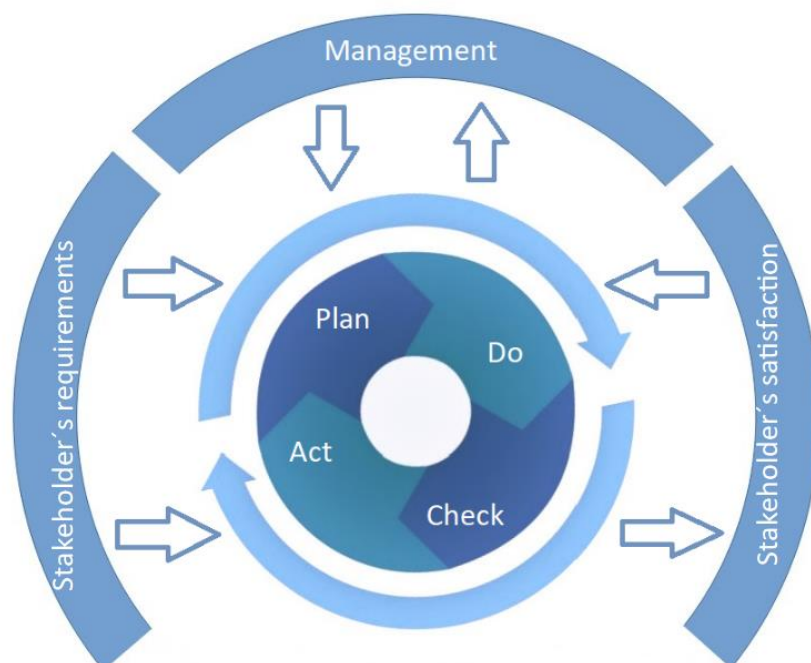 Management
Stakeholder´s requirements
Stakeholder´s satisfaction
Plan
Do
Act
Check